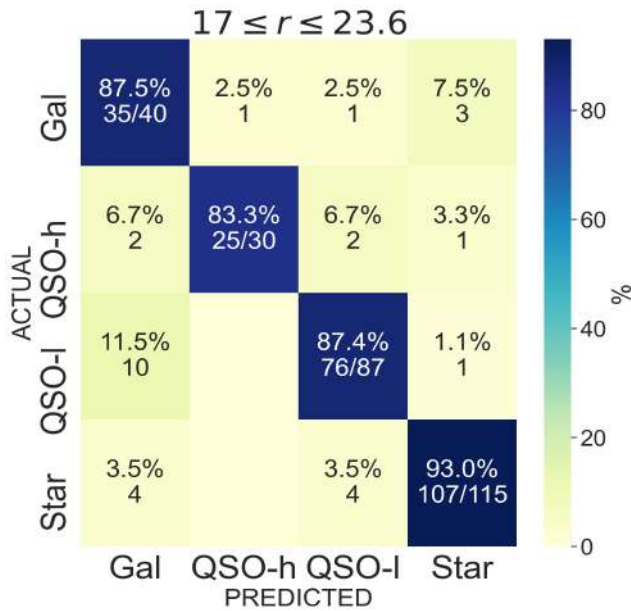 17 ≤ r ≤ 23.6
ACTUAL
Gal
87.5% 2.5% 2.5% 7.5%
35/40 1 1 3
QSO-h
6.7% 83.3% 6.7% 3.3%
2 25/30 2 1
QSO-l
11.5% 87.4% 1.1%
10 76/87 1
Star
3.5% 3.5% 93.0%
4 4 107/115
Gal QSO-h QSO-l Star
PREDICTED
80
60
40
20
0
%